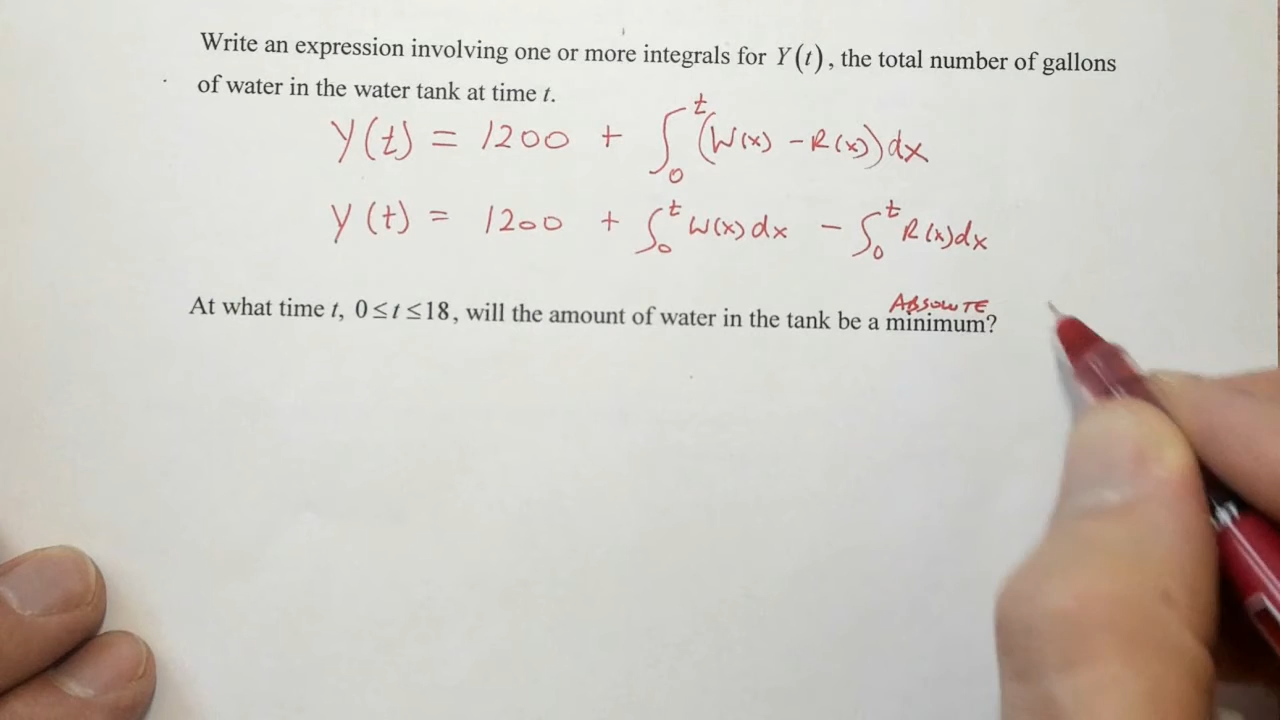 Write an expression involving one or more integrals for Y(t), the total number of gallons
of water in the water tank at time t.
Y(t) = 1200 + ∫₀ᵗ (W(x) - R(x)) dx
Y(t) = 1200 + ∫₀ᵗ W(x) dx - ∫₀ᵗ R(x) dx
ABSOLUTE
At what time t, 0 ≤ t ≤ 18, will the amount of water in the tank be a minimum?